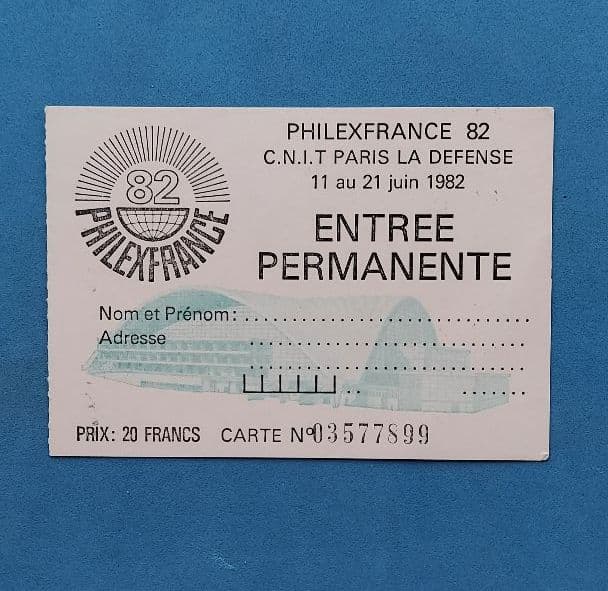 82
PHILEXFRANCE
PHILEXFRANCE 82
C.N.I.T PARIS LA DEFENSE
11 au 21 juin 1982
ENTREE
PERMANENTE
Nom et Prénom:
Adresse
PRIX: 20 FRANCS CARTE Nº03577899